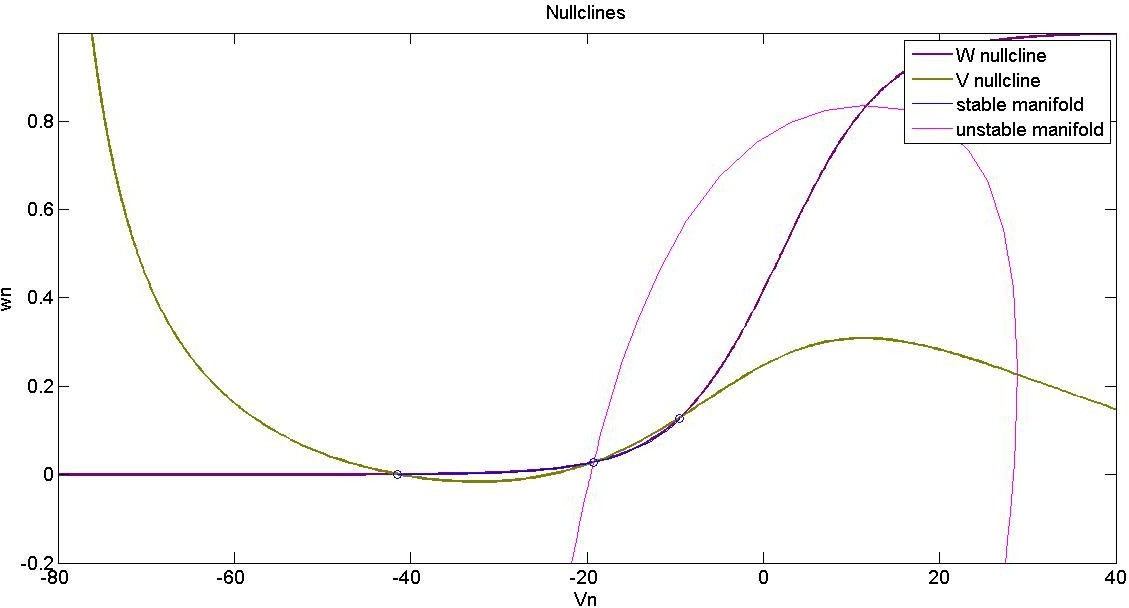 Nullclines
W nullcline
V nullcline
stable manifold
unstable manifold
0.8
0.6
0.4
0.2
0
-0.2
wn
-80
-60
-40
-20
0
20
40
Vn